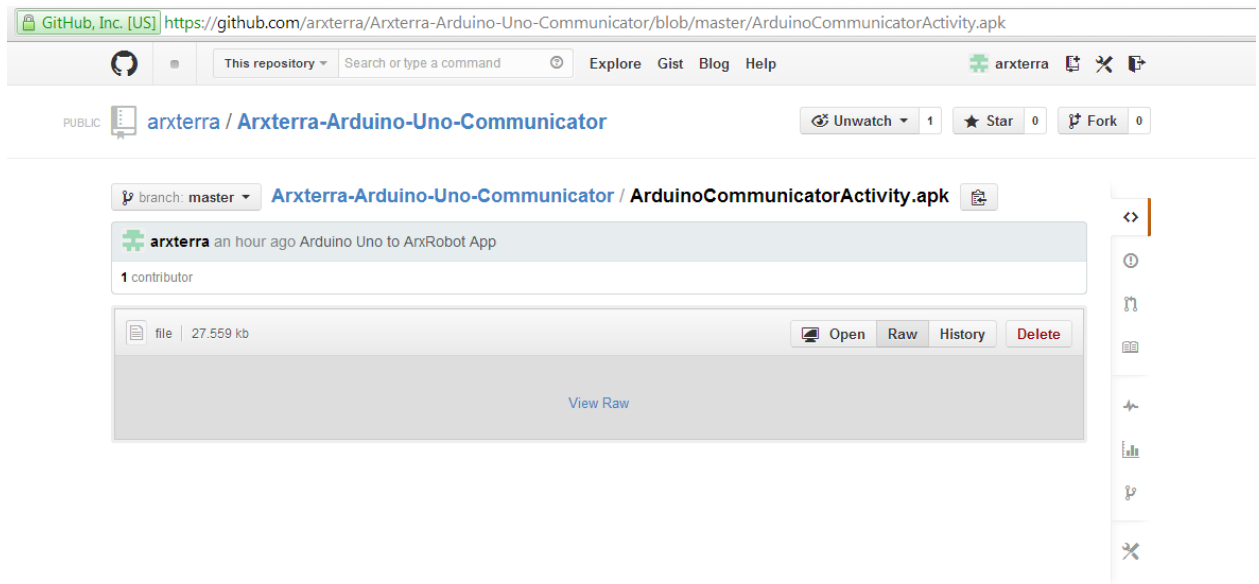 GitHub, Inc. [US] https://github.com/arxterra/Arxterra-Arduino-Uno-Communicator/blob/master/ArduinoCommunicatorActivity.apk
This repository Search or type a command Explore Gist Blog Help arxterra
PUBLIC arxterra / Arxterra-Arduino-Uno-Communicator Unwatch 1 Star 0 Fork 0
branch: master Arxterra-Arduino-Uno-Communicator / ArduinoCommunicatorActivity.apk
arxterra an hour ago Arduino Uno to ArxRobot App
1 contributor
file 27.559 kb Open Raw History Delete
View Raw